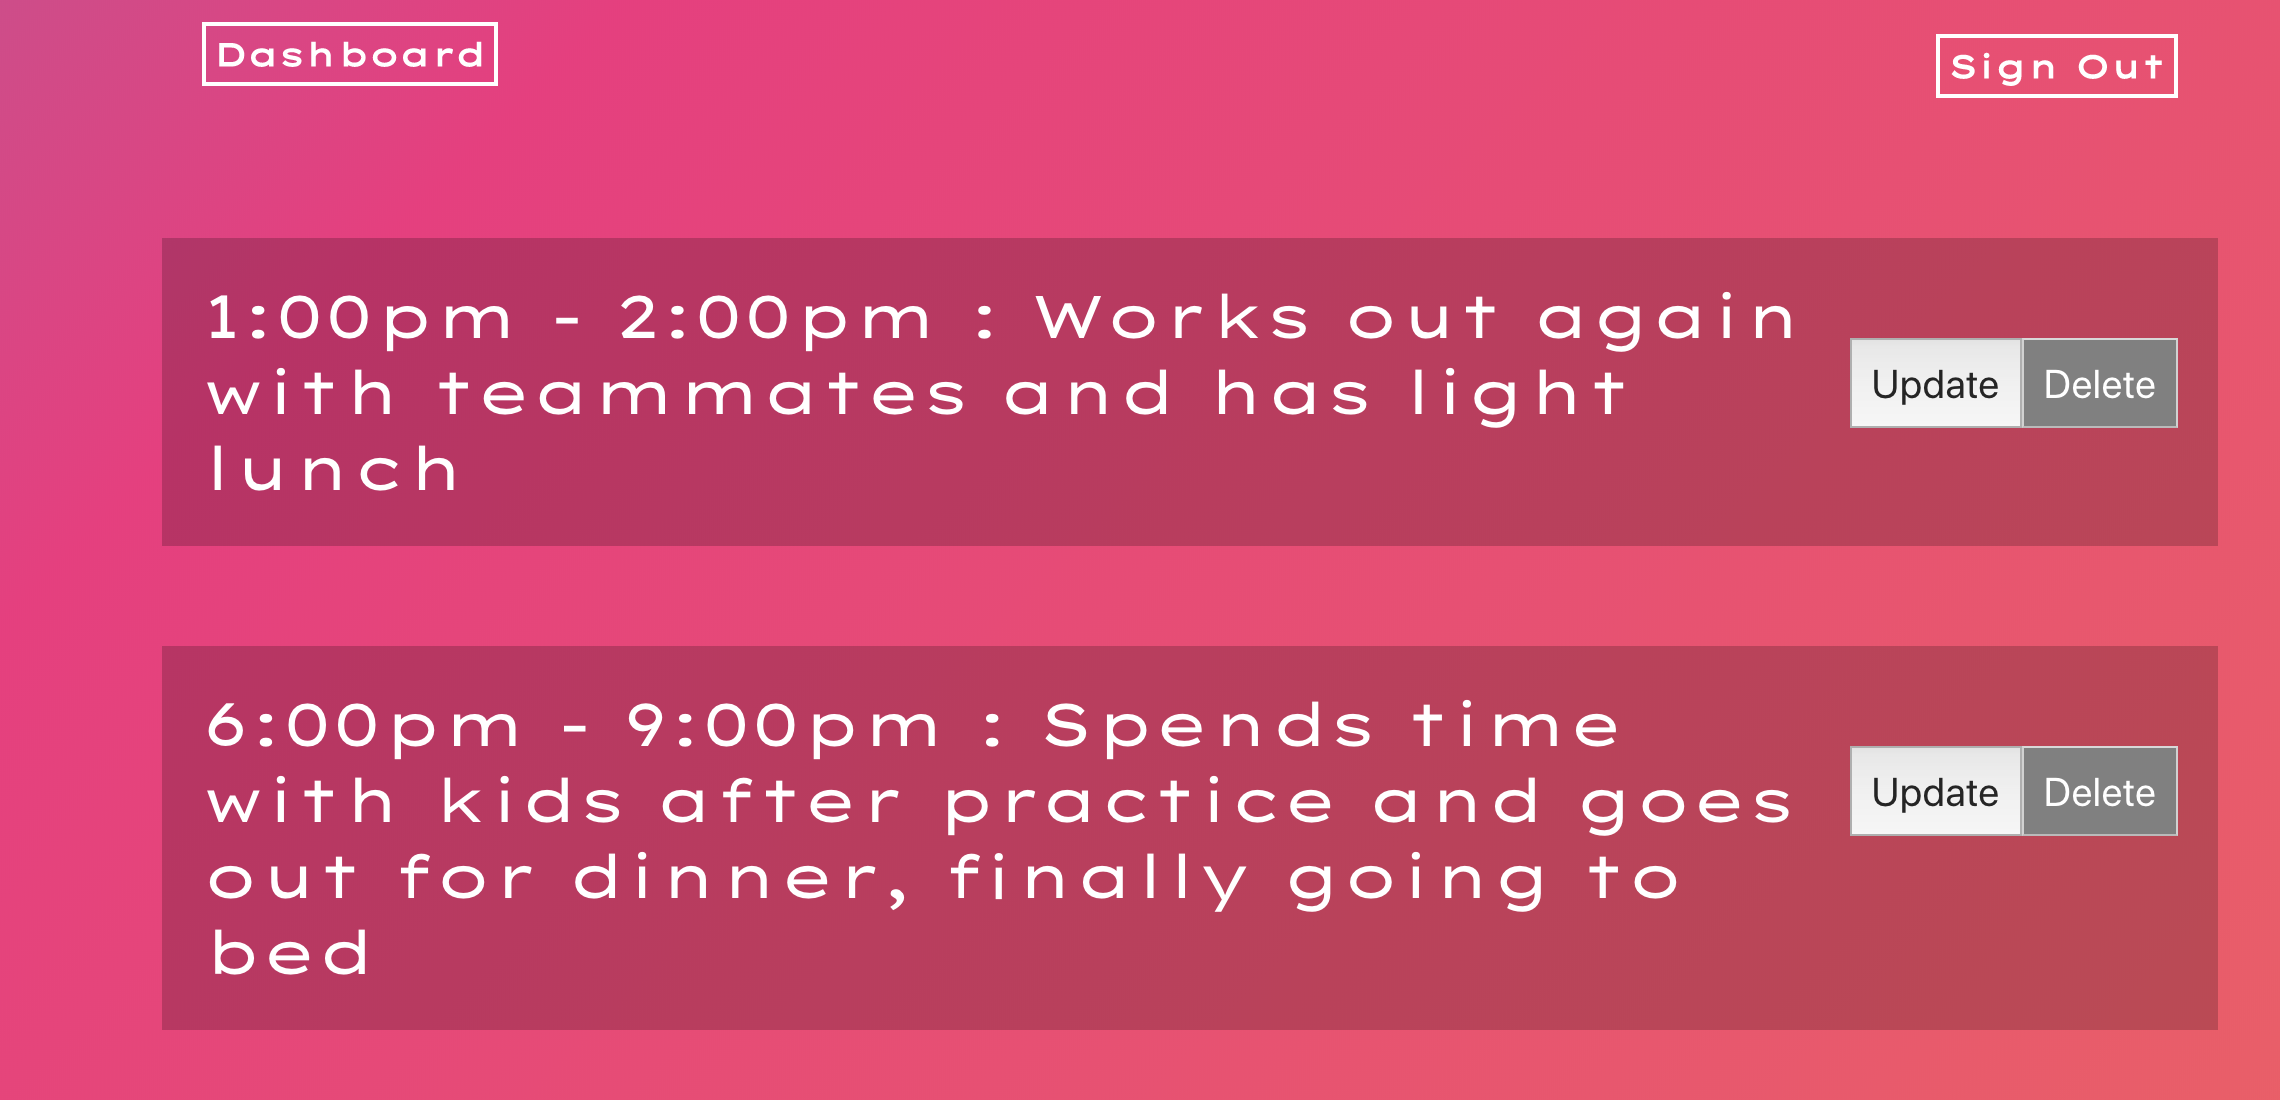 Dashboard
Sign Out
1:00pm - 2:00pm : Works out again
with teammates and has light
lunch
Update
Delete
6:00pm - 9:00pm : Spends time
with kids after practice and goes
out for dinner, finally going to
bed
Update
Delete